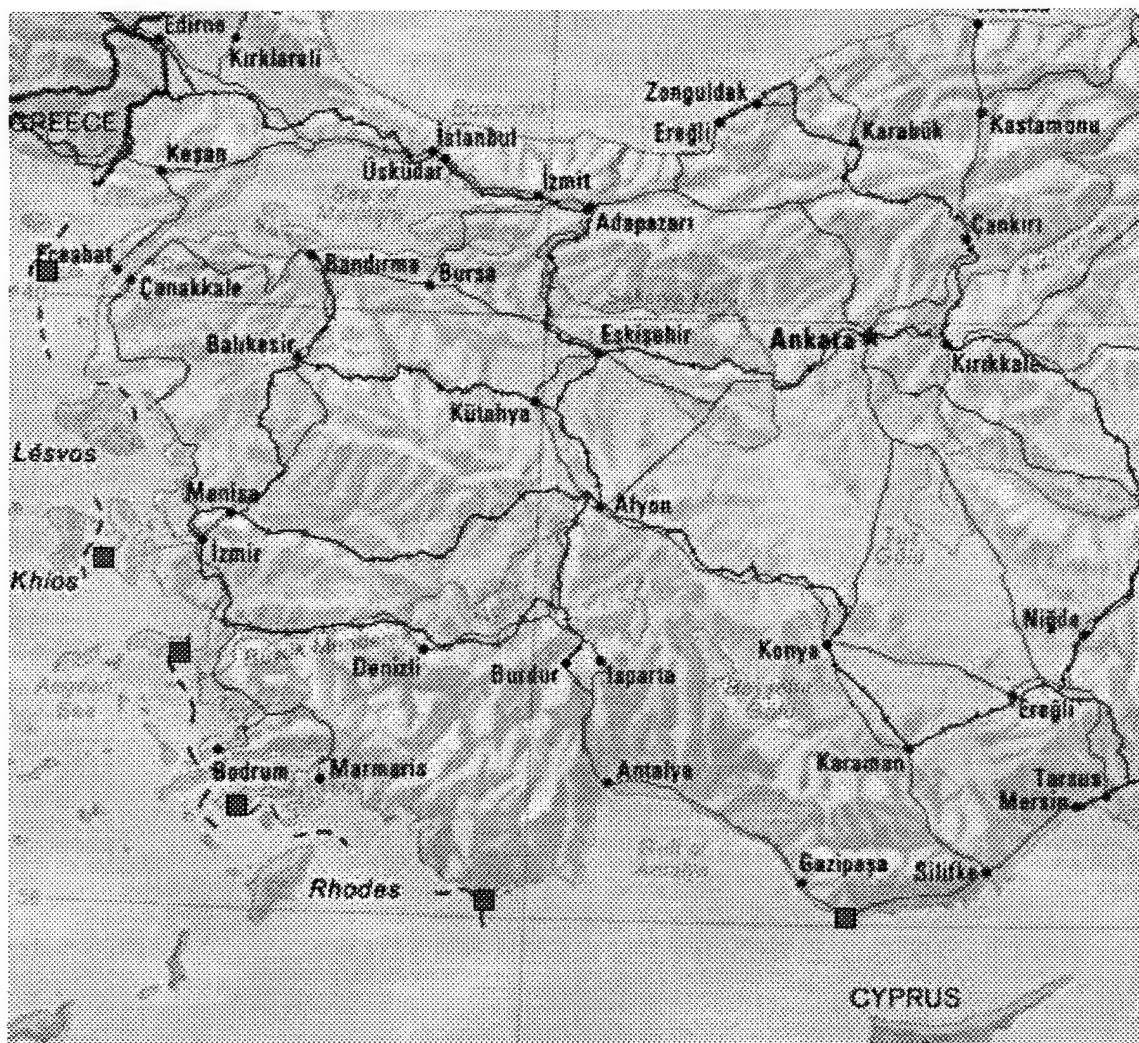 Edirne
Kırklareli
Zonguldak
GREECE
Ereğli
Karabük
Kastamonu
Keşan
İstanbul
Üsküdar
İzmit
Adapazarı
Çankırı
Eceabat
Bandırma
Bursa
Çanakkale
Balıkesir
Eskişehir
Ankara
Kırıkkale
Kütahya
Lésvos
Manisa
Afyon
İzmir
Khíos
Niğde
Konya
Denizli
Burdur
Isparta
Ereğli
Bodrum
Marmaris
Antalya
Karaman
Tarsus
Mersin
Gazipaşa
Silifke
Rhodes
CYPRUS